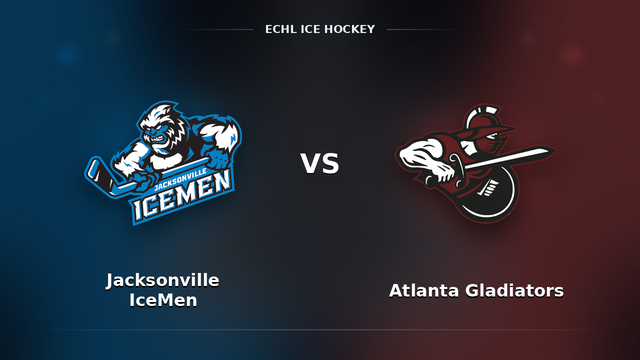 ECHL ICE HOCKEY
JACKSONVILLE
ICEMEN
VS
Jacksonville
IceMen
Atlanta Gladiators